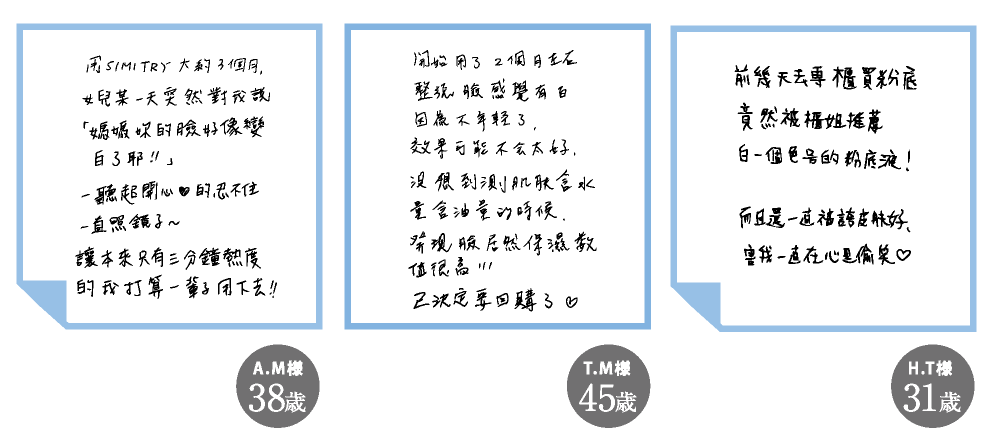 用SIMITRY大約3個月,
女兒某一天突然對我說
「媽媽妳的臉好像變
白了耶!!」
一聽超開心♥的忍不住
一直照鏡子~
讓本來只有三分鐘熱度
的我打算一輩子用下去!!
A.M様
38歳
開始用了2個月左右
整張臉感覺有白
因為不年輕了,
效果可能不會太好.
沒想到測肌肤含水
量含油量的時候.
發現臉居然保濕數
值很高!!!
已決定要回購了♡
T.M様
45歳
前幾天去專櫃買粉底
竟然被櫃姐推薦
白一個色号的粉底液!
而且還一直被誇皮肤好,
害我一直在心裡偷笑♡
H.T様
31歳